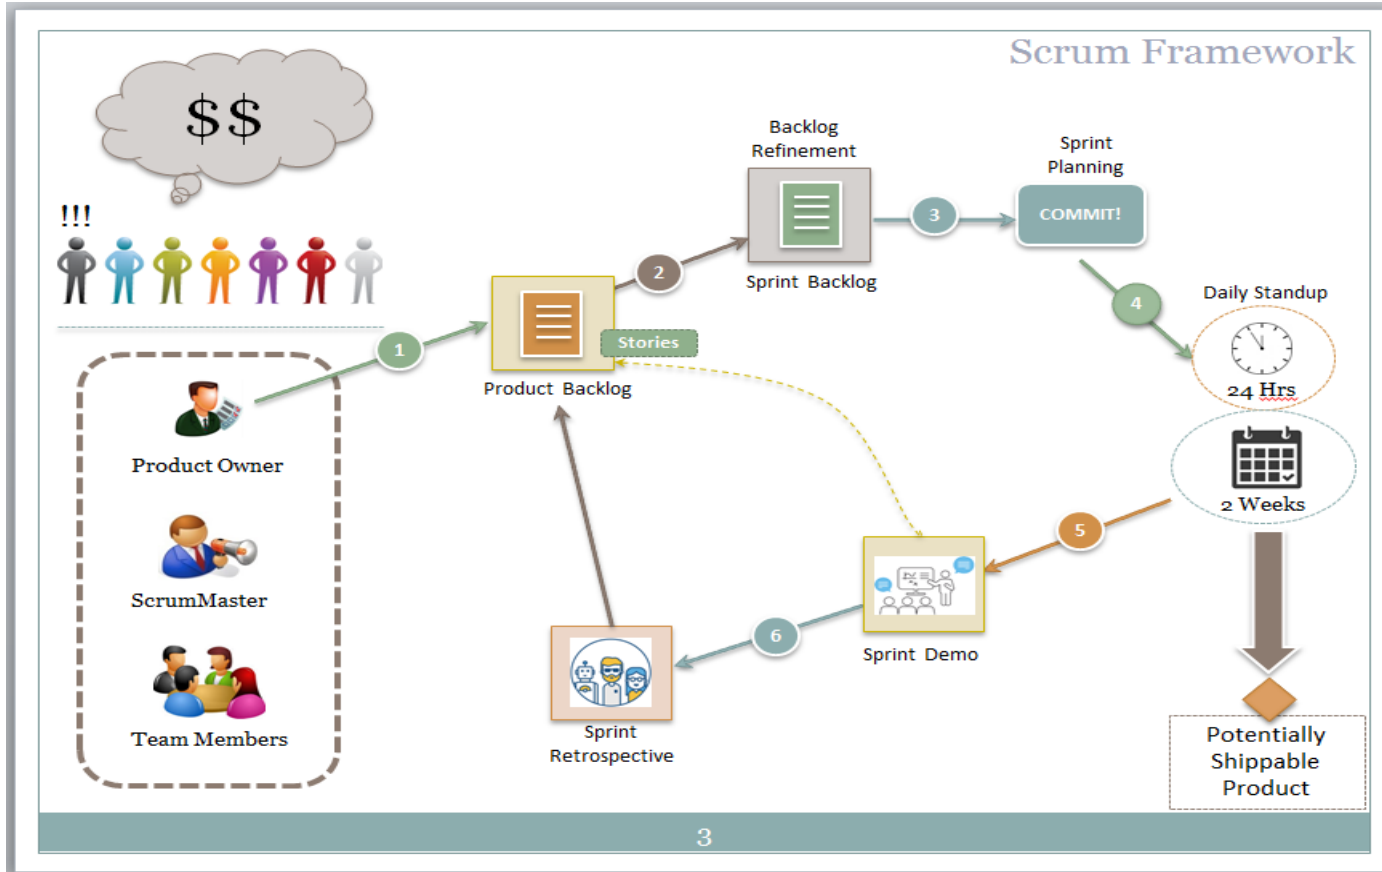 Scrum Framework
$$
!!!
Product Owner
ScrumMaster
Team Members
1
Stories
Product Backlog
2
Backlog
Refinement
Sprint Backlog
3
Sprint
Planning
COMMIT!
4
Daily Standup
24 Hrs
2 Weeks
5
Sprint Demo
6
Sprint
Retrospective
Potentially
Shippable
Product
3